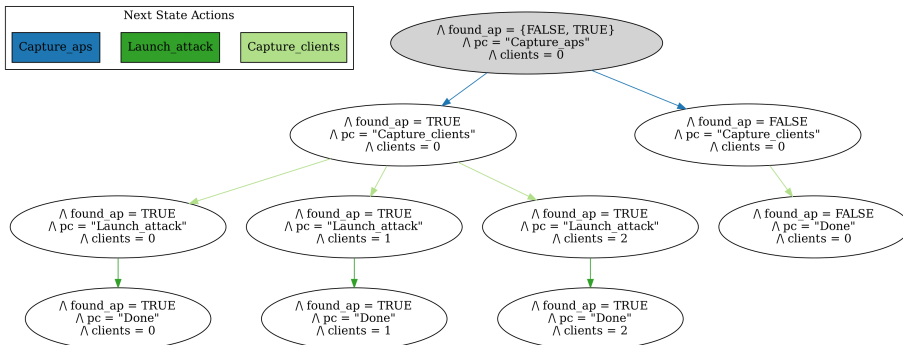 Next State Actions
Capture_aps
Launch_attack
Capture_clients
/\ found_ap = {FALSE, TRUE}
/\ pc = "Capture_aps"
/\ clients = 0
/\ found_ap = TRUE
/\ pc = "Capture_clients"
/\ clients = 0
/\ found_ap = FALSE
/\ pc = "Capture_clients"
/\ clients = 0
/\ found_ap = TRUE
/\ pc = "Launch_attack"
/\ clients = 0
/\ found_ap = TRUE
/\ pc = "Launch_attack"
/\ clients = 1
/\ found_ap = TRUE
/\ pc = "Launch_attack"
/\ clients = 2
/\ found_ap = FALSE
/\ pc = "Done"
/\ clients = 0
/\ found_ap = TRUE
/\ pc = "Done"
/\ clients = 0
/\ found_ap = TRUE
/\ pc = "Done"
/\ clients = 1
/\ found_ap = TRUE
/\ pc = "Done"
/\ clients = 2